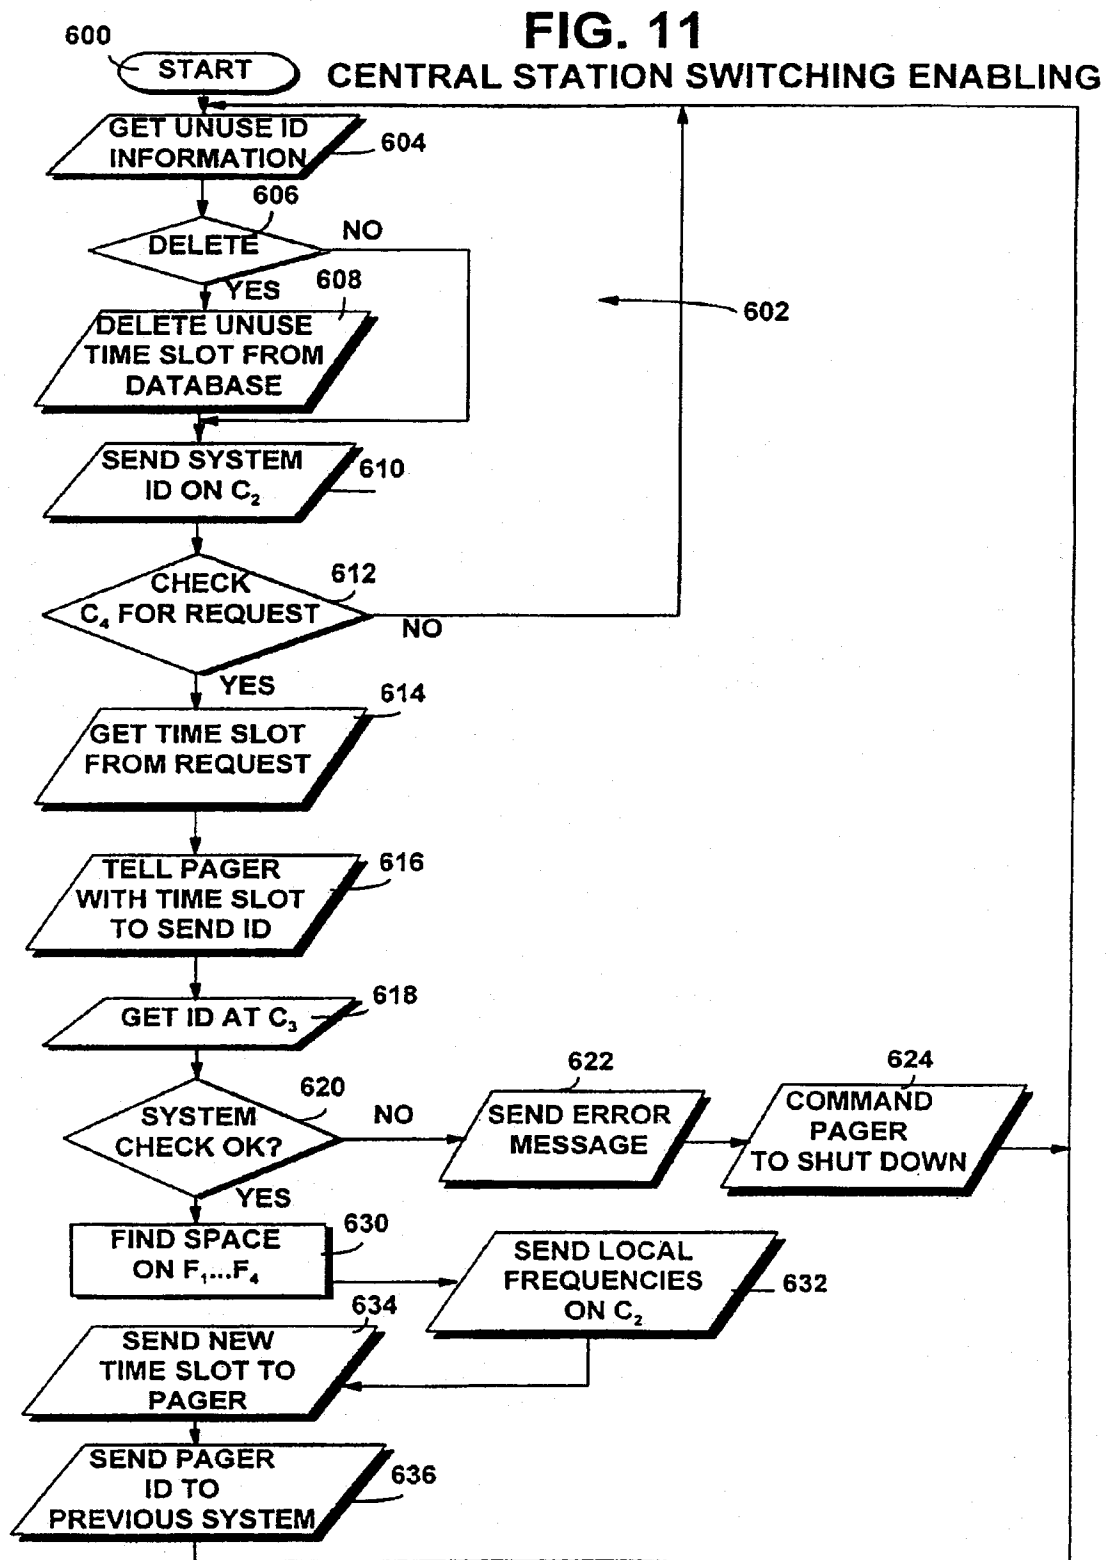 FIG. 11
CENTRAL STATION SWITCHING ENABLING
600
START
GET UNUSE ID
INFORMATION
604
606
DELETE
NO
YES
608
DELETE UNUSE
TIME SLOT FROM
DATABASE
602
SEND SYSTEM
ID ON C₂
610
CHECK
C₄ FOR REQUEST
612
NO
YES
614
GET TIME SLOT
FROM REQUEST
TELL PAGER
WITH TIME SLOT
TO SEND ID
616
GET ID AT C₃
618
SYSTEM
CHECK OK?
620
NO
YES
622
SEND ERROR
MESSAGE
624
COMMAND
PAGER
TO SHUT DOWN
FIND SPACE
ON F₁...F₄
630
SEND LOCAL
FREQUENCIES
ON C₂
632
634
SEND NEW
TIME SLOT TO
PAGER
SEND PAGER
ID TO
PREVIOUS SYSTEM
636